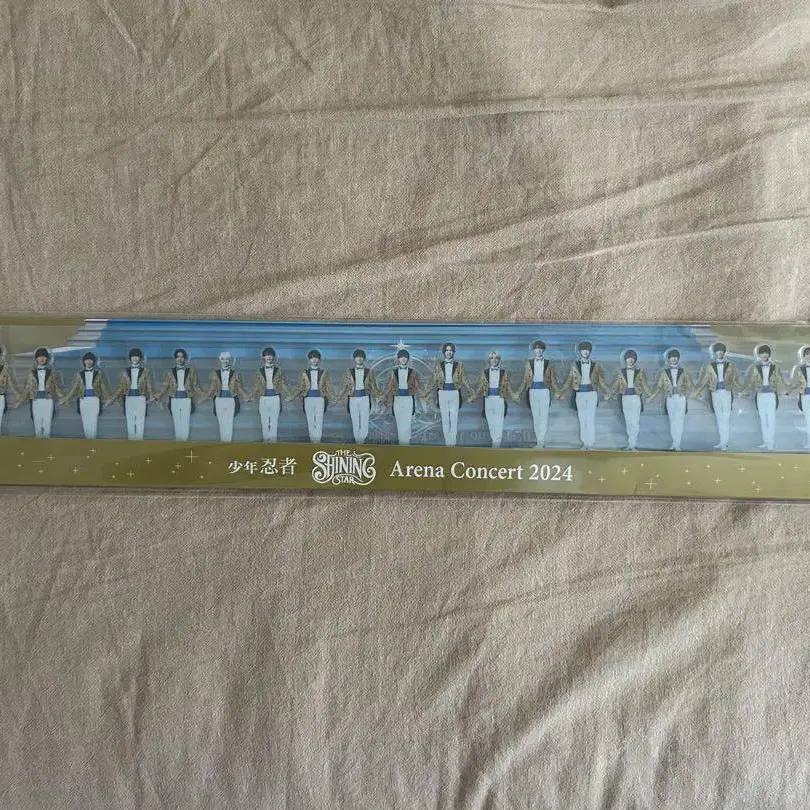 少年忍者 THE SHINING STAR Arena Concert 2024